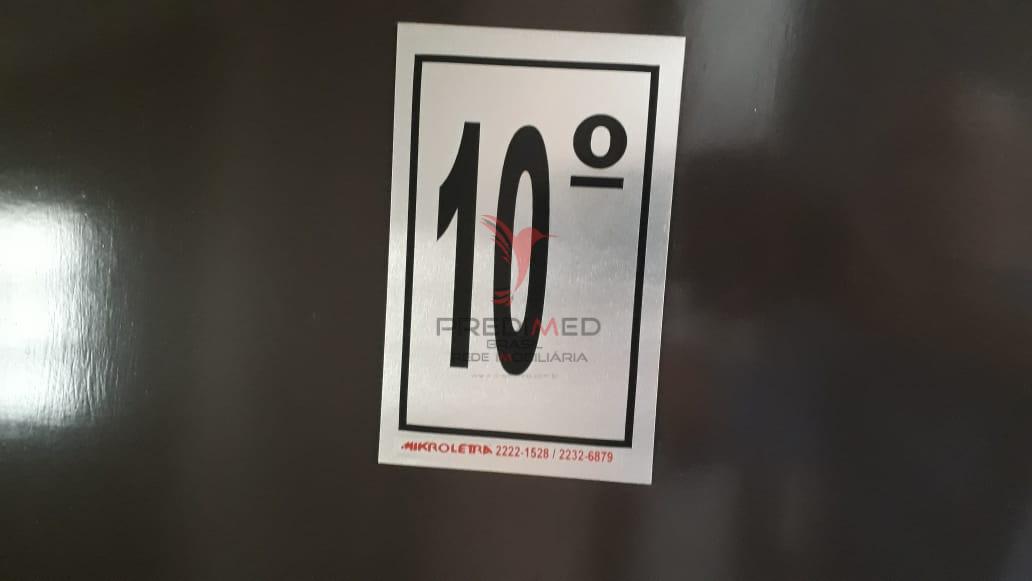 10º
PREDIMED
BRASIL
REDE IMOBILIÁRIA
MIKROLETRA 2222-1528 / 2232-6879